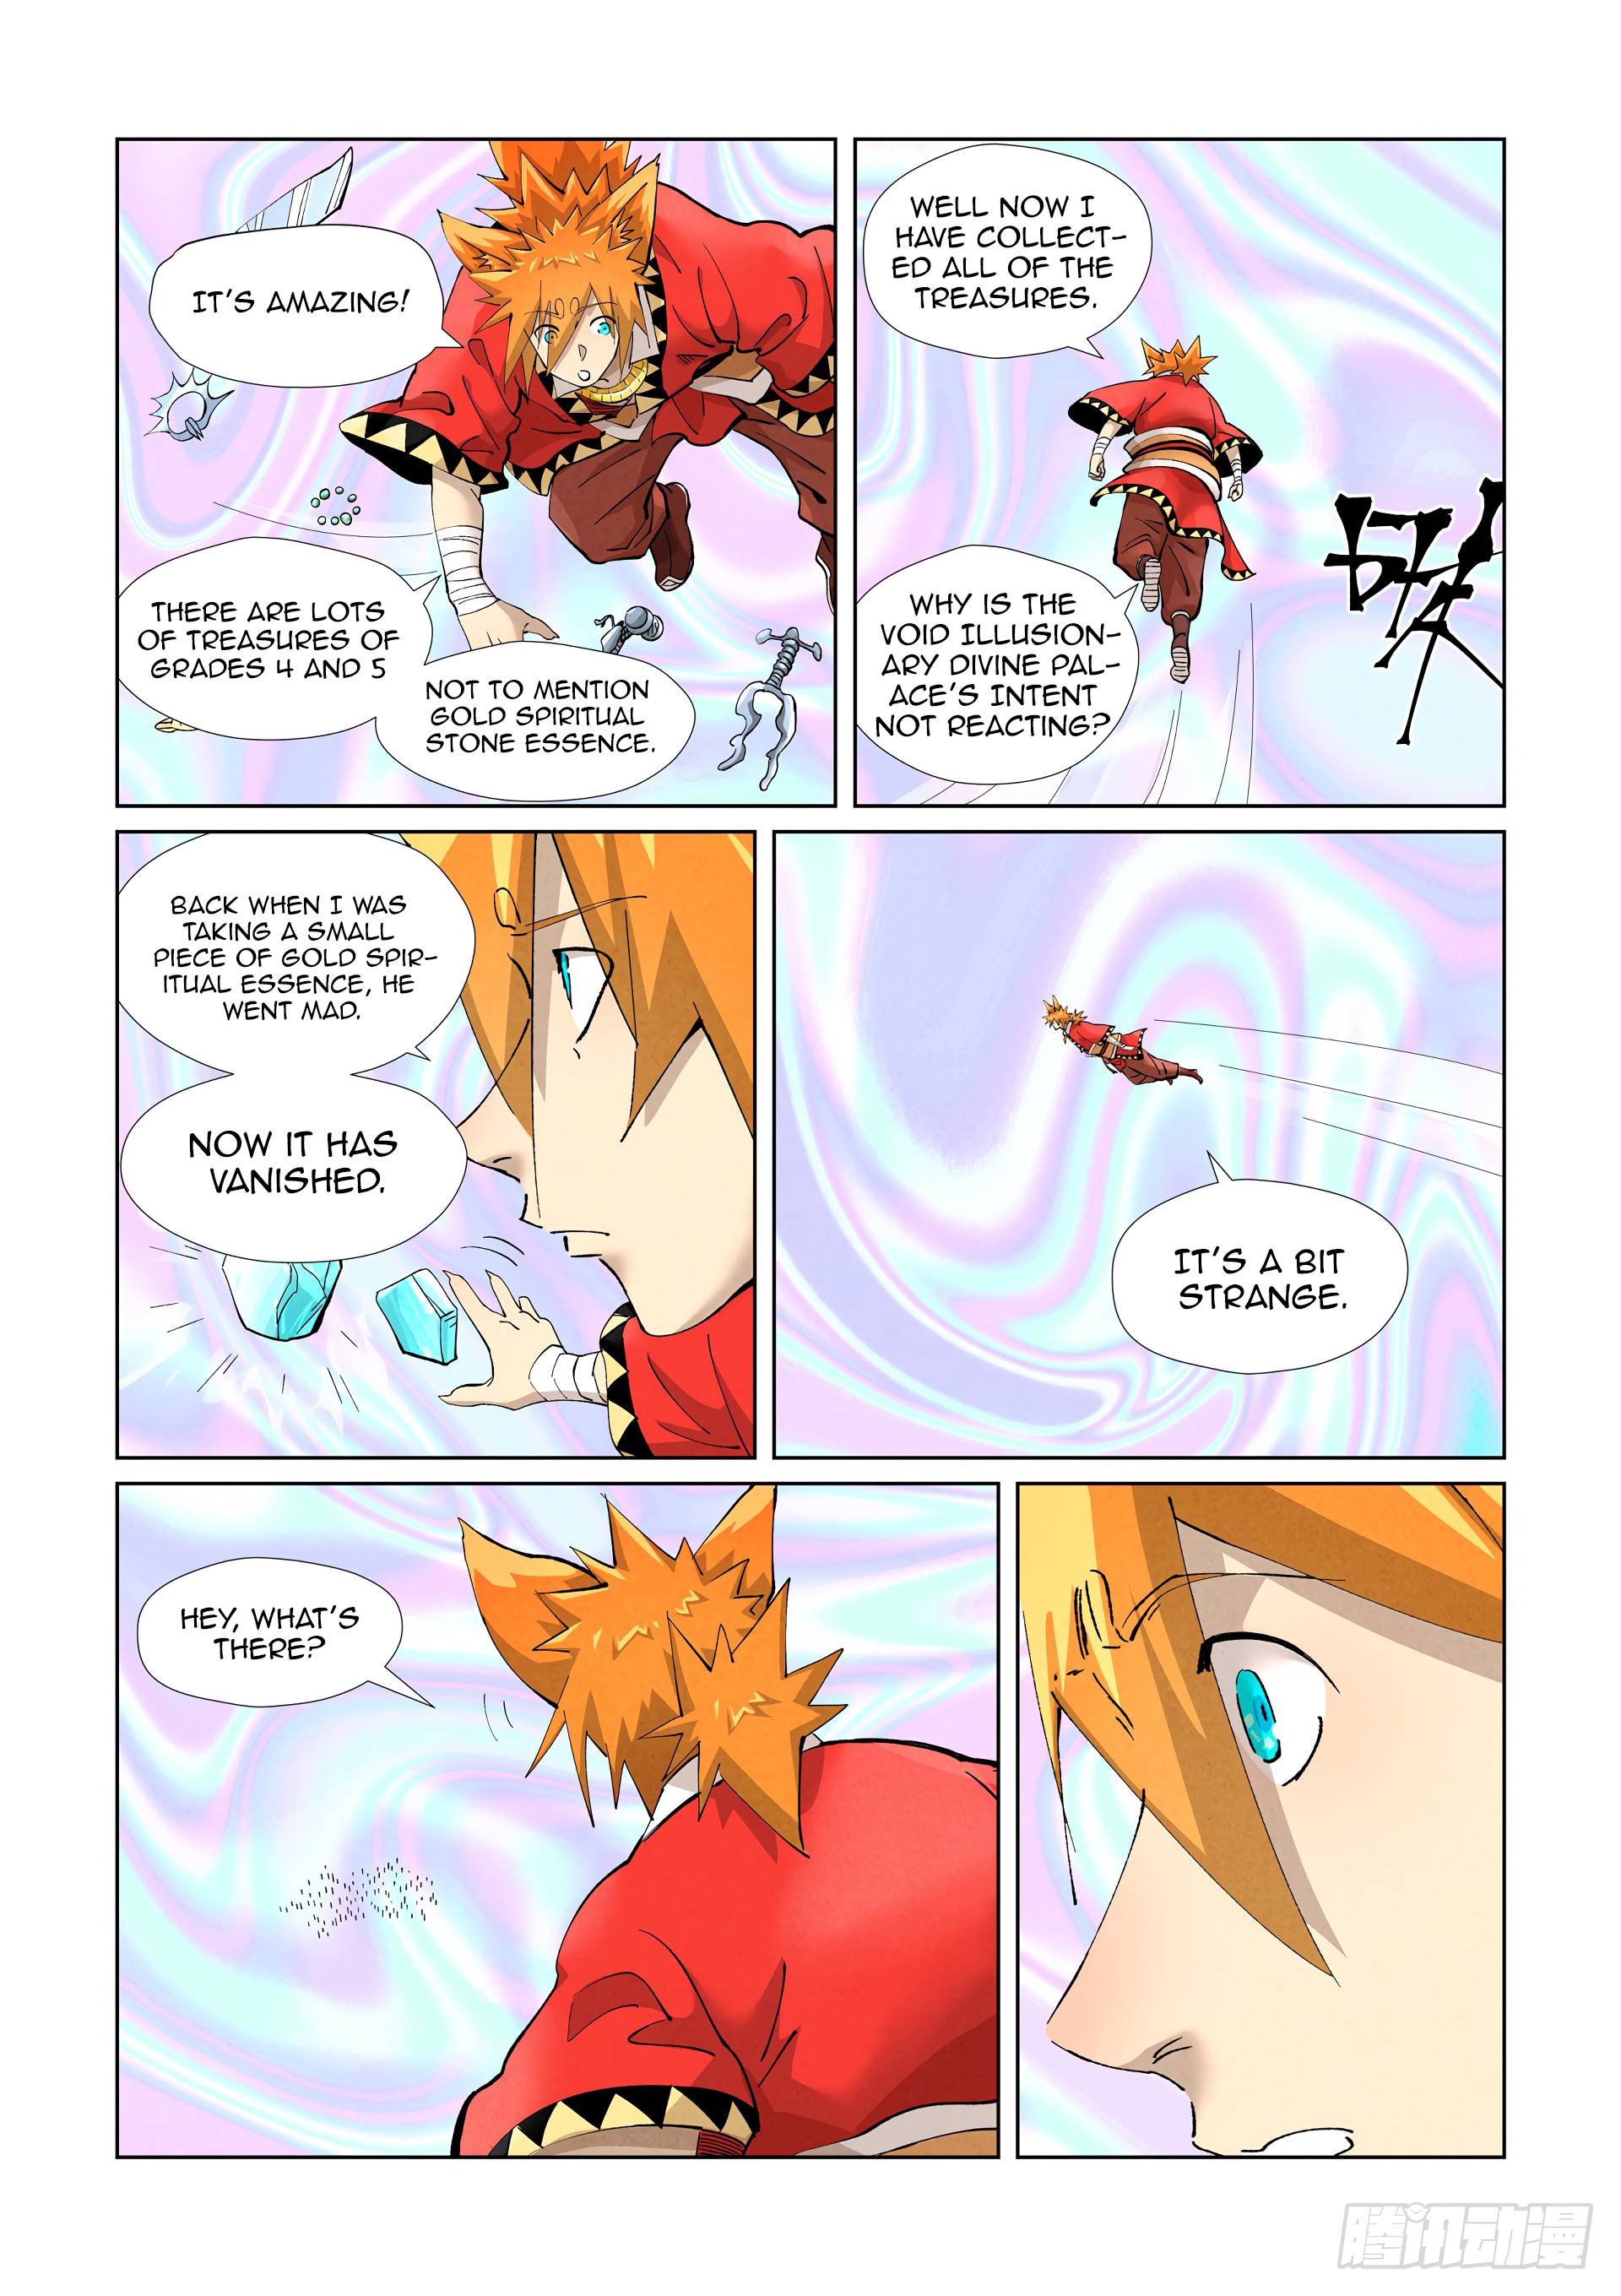 IT'S AMAZING!
THERE ARE LOTS
OF TREASURES OF
GRADES 4 AND 5
NOT TO MENTION
GOLD SPIRITUAL
STONE ESSENCE.
WELL NOW I
HAVE COLLECT-
ED ALL OF THE
TREASURES.
WHY IS THE
VOID ILLUSION-
ARY DIVINE PAL-
ACE'S INTENT
NOT REACTING?
BACK WHEN I WAS
TAKING A SMALL
PIECE OF GOLD SPIR-
ITUAL ESSENCE, HE
WENT MAD.
NOW IT HAS
VANISHED.
IT'S A BIT
STRANGE.
HEY, WHAT'S
THERE?
腾讯动漫